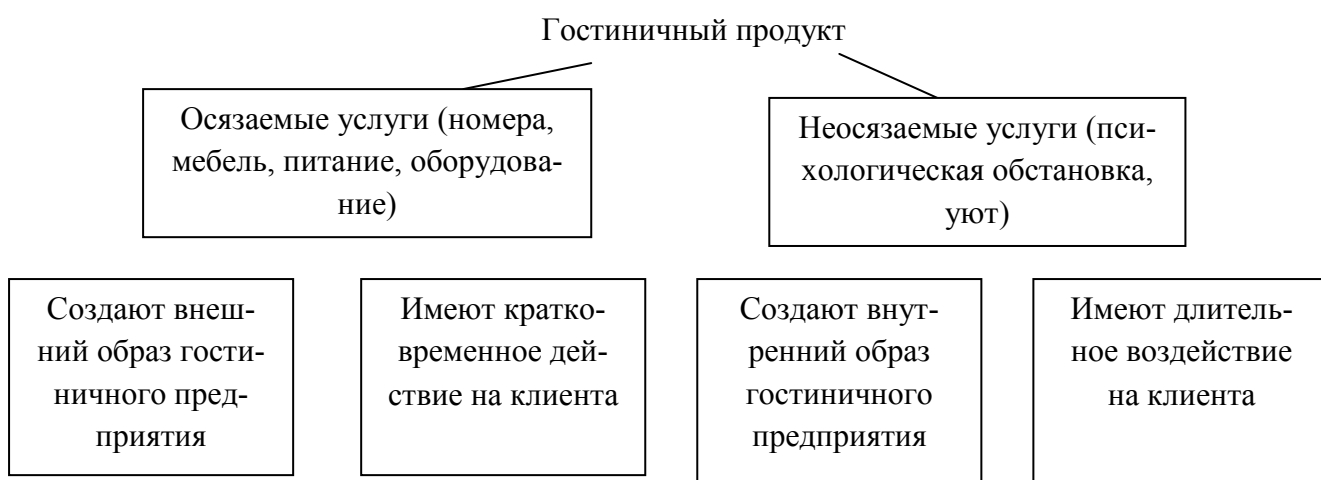 Гостиничный продукт
Осязаемые услуги (номера,
мебель, питание, оборудова-
ние)
Неосязаемые услуги (пси-
хологическая обстановка,
уют)
Создают внеш-
ний образ гости-
ничного пред-
приятия
Имеют кратко-
временное дей-
ствие на клиента
Создают внут-
ренний образ
гостиничного
предприятия
Имеют длитель-
ное воздействие
на клиента